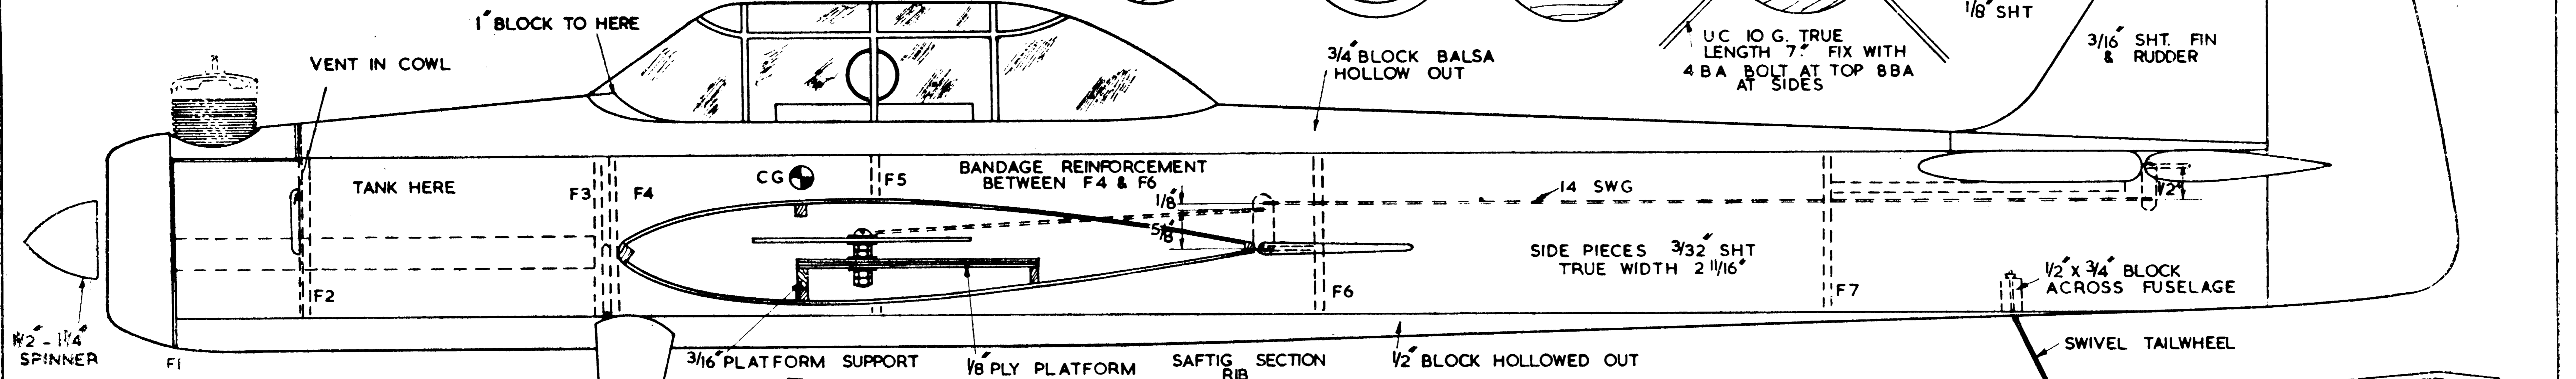 1" BLOCK TO HERE
VENT IN COWL
3/4" BLOCK BALSA
HOLLOW OUT
U C 10 G. TRUE
LENGTH 7" FIX WITH
4 BA BOLT AT TOP 8BA
AT SIDES
1/8" SHT
3/16" SHT. FIN
& RUDDER
TANK HERE
F3
F4
CG
F5
BANDAGE REINFORCEMENT
BETWEEN F4 & F6
1/8"
5/8"
14 SWG
1/2"
SIDE PIECES 3/32" SHT
TRUE WIDTH 2 11/16"
F2
F6
F7
1/2" X 3/4" BLOCK
ACROSS FUSELAGE
1 1/4"
SPINNER
F1
3/16" PLATFORM SUPPORT
1/8" PLY PLATFORM
SAFTIG SECTION
RIB
1/2" BLOCK HOLLOWED OUT
SWIVEL TAILWHEEL